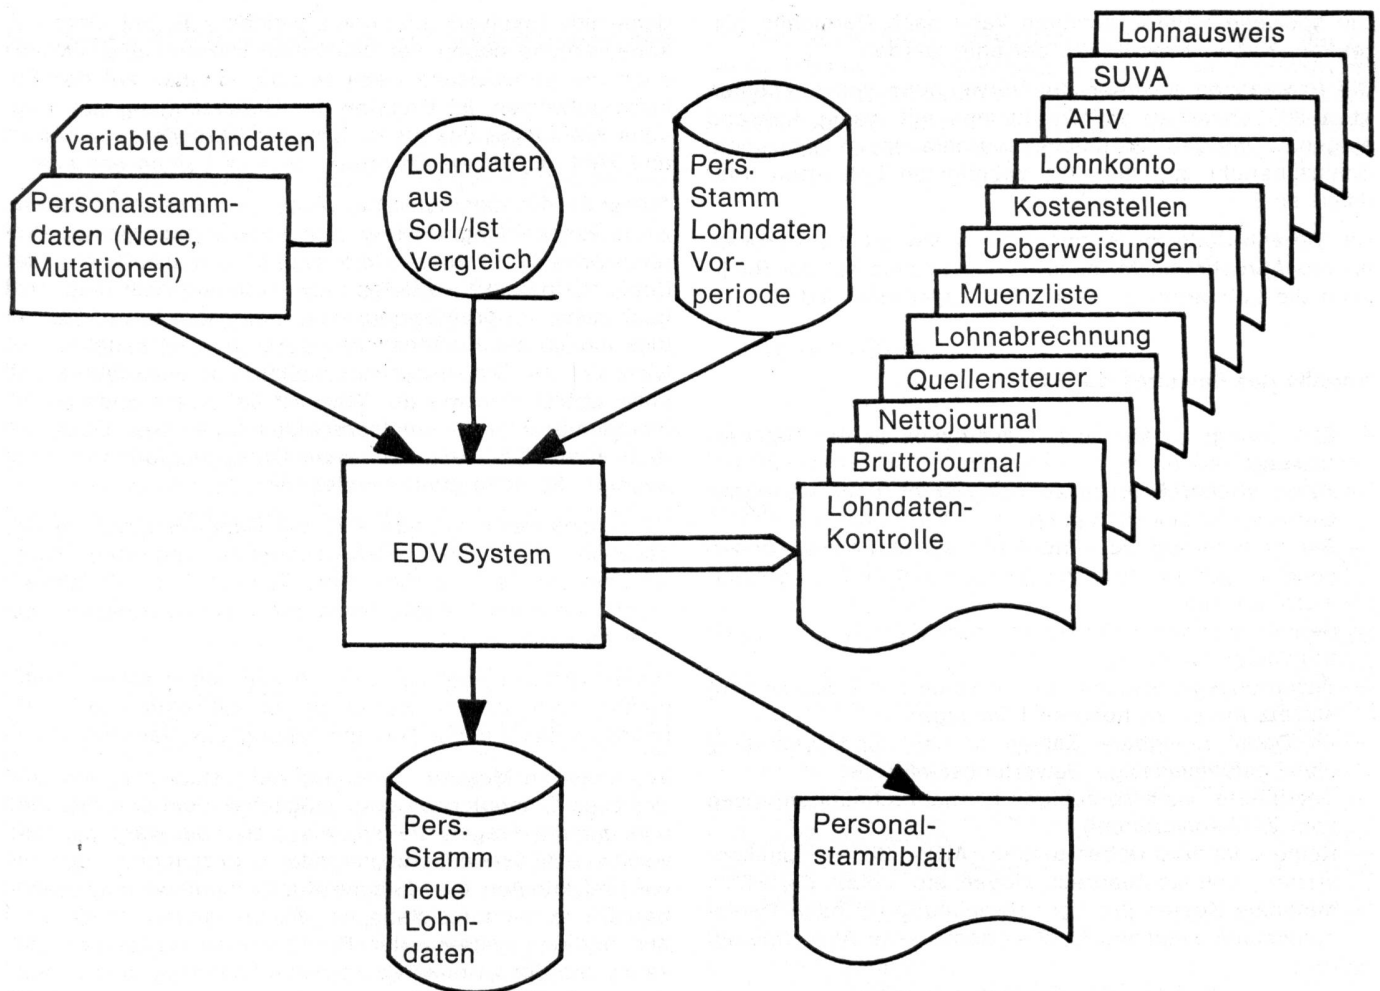 variable Lohndaten
Personalstamm-
daten (Neue,
Mutationen)
Lohndaten
aus
Soll/Ist
Vergleich
Pers.
Stamm
Lohndaten
Vor-
periode
Lohnausweis
SUVA
AHV
Lohnkonto
Kostenstellen
Ueberweisungen
Muenzliste
Lohnabrechnung
Quellensteuer
Nettojournal
Bruttojournal
Lohndaten-
Kontrolle
EDV System
Pers.
Stamm
neue
Lohn-
daten
Personal-
stammblatt